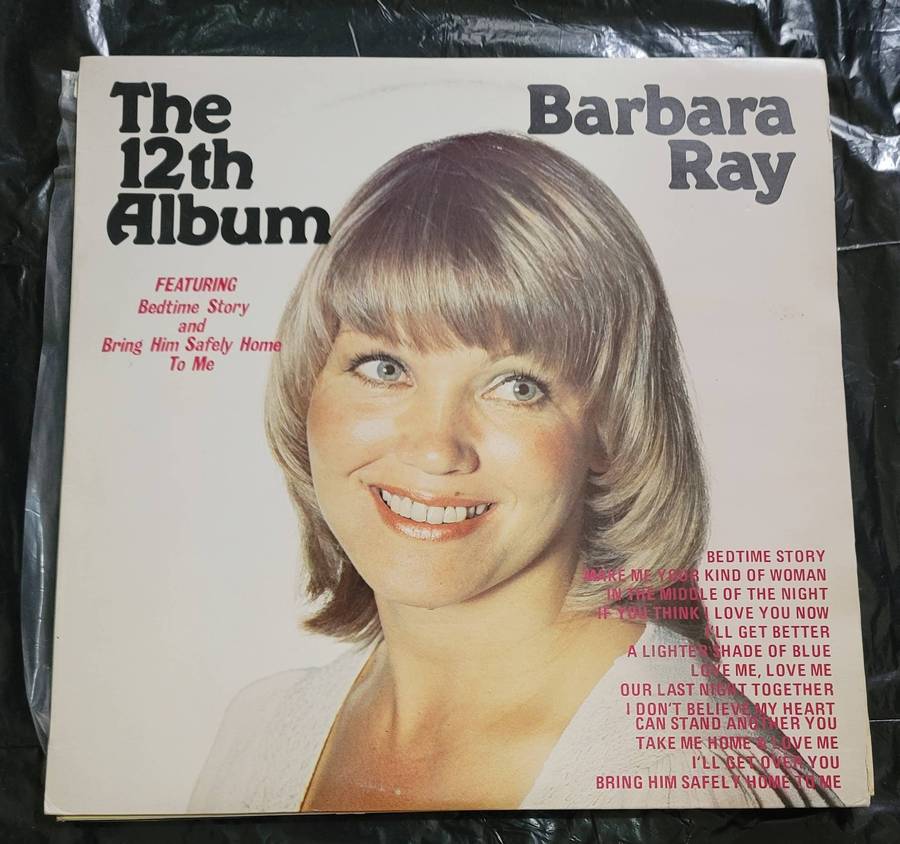 The
12th
Album
Barbara
Ray
FEATURING
Bedtime Story
and
Bring Him Safely Home
To Me
BEDTIME STORY
MAKE ME YOUR KIND OF WOMAN
IN THE MIDDLE OF THE NIGHT
IF YOU THINK I LOVE YOU NOW
I'LL GET BETTER
A LIGHTER SHADE OF BLUE
LOVE ME, LOVE ME
OUR LAST NIGHT TOGETHER
I DON'T BELIEVE MY HEART
CAN STAND ANOTHER YOU
TAKE ME HOME & LOVE ME
I'LL GET OVER YOU
BRING HIM SAFELY HOME TO ME